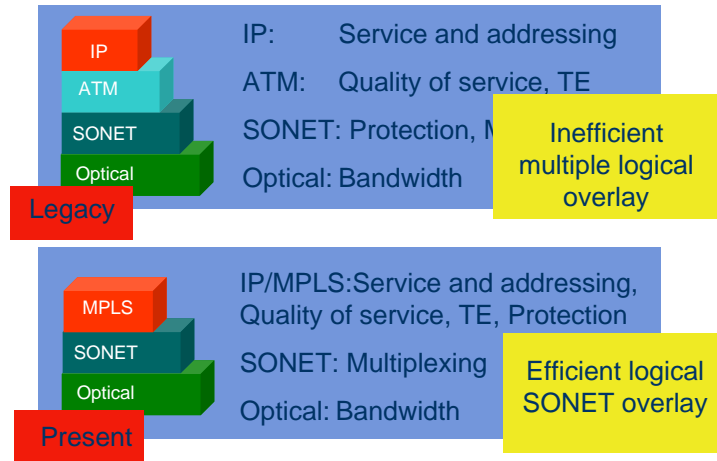 IP
ATM
SONET
Optical
Legacy
IP: Service and addressing
ATM: Quality of service, TE
SONET: Protection,
Optical: Bandwidth
Inefficient
multiple logical
overlay
MPLS
SONET
Optical
Present
IP/MPLS:Service and addressing,
Quality of service, TE, Protection
SONET: Multiplexing
Optical: Bandwidth
Efficient logical
SONET overlay